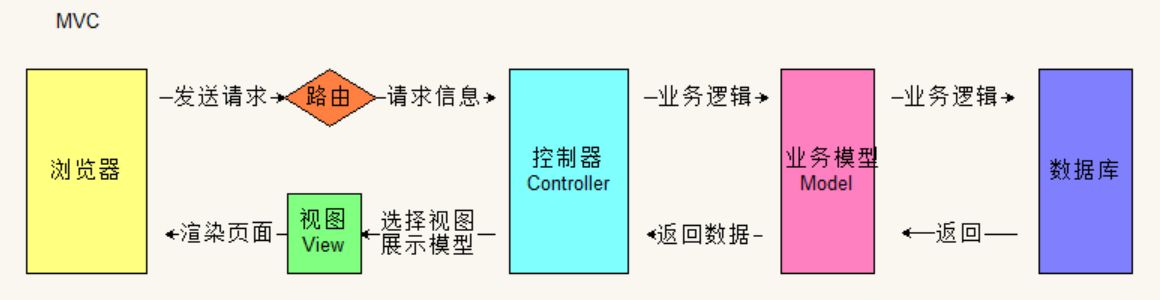 MVC
发送请求
路由
请求信息
业务逻辑
业务逻辑
浏览器
控制器
Controller
业务模型
Model
数据库
渲染页面
视图
View
选择视图
展示模型
返回数据
返回